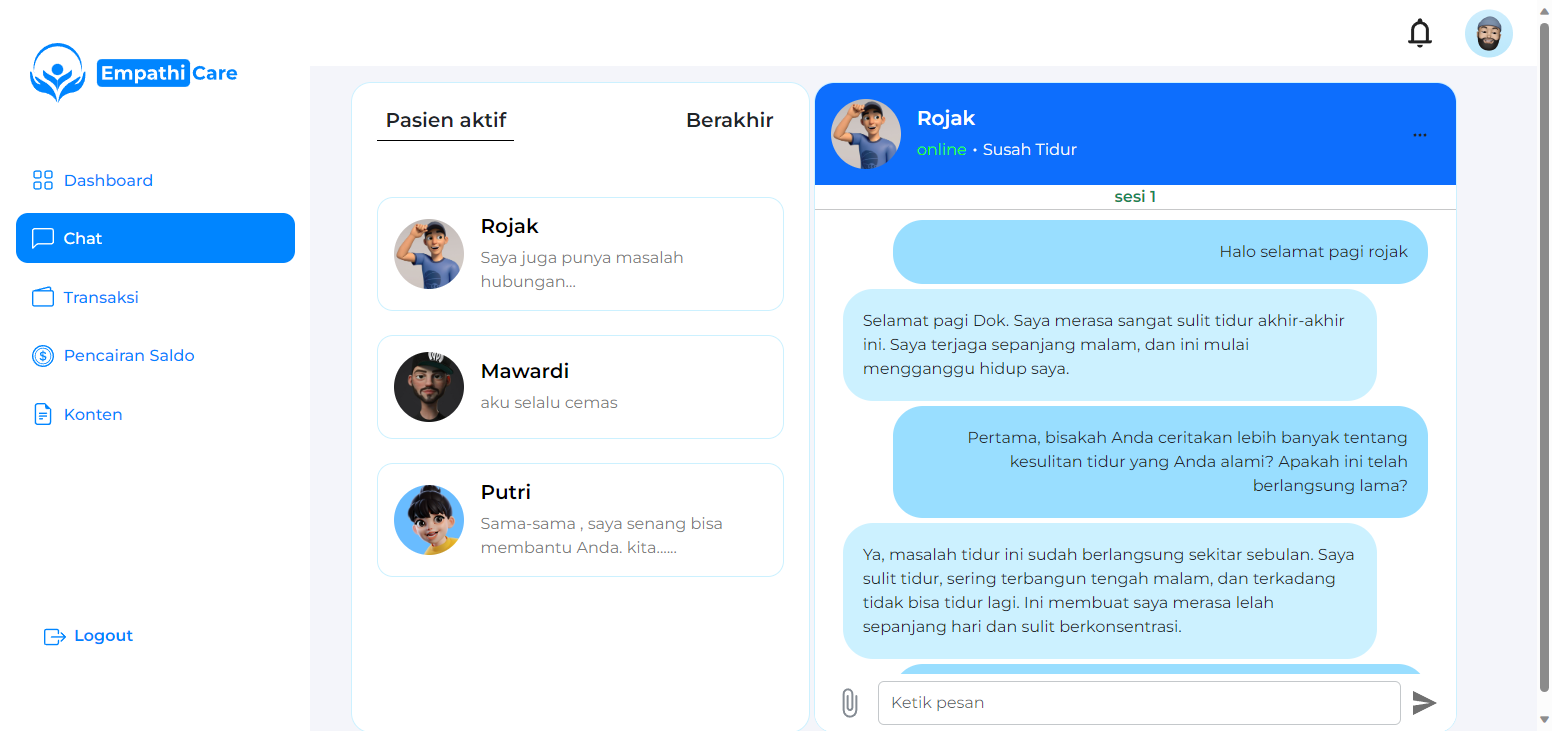 Empathi Care
Dashboard
Chat
Transaksi
Pencairan Saldo
Konten
Logout
Pasien aktif
Berakhir
Rojak
Saya juga punya masalah
hubungan...
Mawardi
aku selalu cemas
Putri
Sama-sama , saya senang bisa
membantu Anda. kita......
Rojak
online • Susah Tidur
...
sesi 1
Halo selamat pagi rojak
Selamat pagi Dok. Saya merasa sangat sulit tidur akhir-akhir
ini. Saya terjaga sepanjang malam, dan ini mulai
mengganggu hidup saya.
Pertama, bisakah Anda ceritakan lebih banyak tentang
kesulitan tidur yang Anda alami? Apakah ini telah
berlangsung lama?
Ya, masalah tidur ini sudah berlangsung sekitar sebulan. Saya
sulit tidur, sering terbangun tengah malam, dan terkadang
tidak bisa tidur lagi. Ini membuat saya merasa lelah
sepanjang hari dan sulit berkonsentrasi.
Ketik pesan